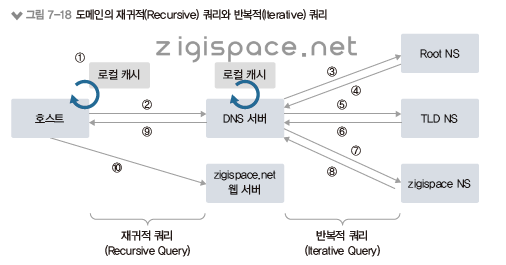 그림 7-18 도메인의 재귀적(Recursive) 쿼리와 반복적(Iterative) 쿼리
zigispace.net
①
로컬 캐시
로컬 캐시
③
Root NS
④
호스트
②
DNS 서버
⑤
TLD NS
⑨
⑥
⑦
⑩
zigispace.net
웹 서버
⑧
zigispace NS
재귀적 쿼리
(Recursive Query)
반복적 쿼리
(Iterative Query)